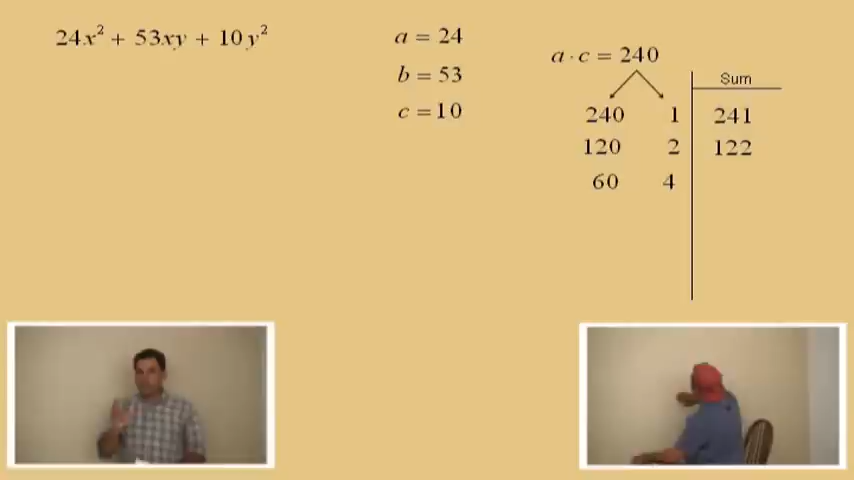 24x² + 53xy + 10y²
a = 24
b = 53
c = 10
a · c = 240
Sum
240 1 241
120 2 122
60 4